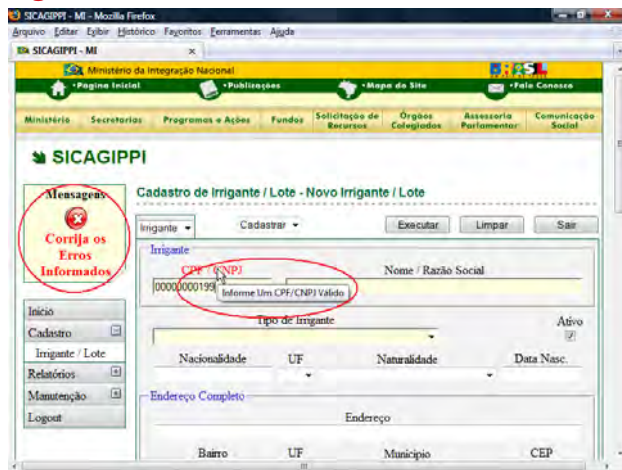 SICAGIPPI - MI - Mozilla Firefox
Arquivo Editar Exibir Histórico Favoritos Ferramentas Ajuda
SICAGIPPI - MI ×
Ministério da Integração Nacional
Pagina Inicial Publicações Mapa do Site Fale Conosco
Ministério Secretarias Programas e Ações Fundos Solicitação de Recursos Órgãos Colegiados Assessoria Parlamentar Comunicação Social
SICAGIPPI
Mensagens
Corrija os
Erros
Informados
Cadastro de Irrigante / Lote - Novo Irrigante / Lote
Irrigante Cadastrar Executar Limpar Sair
Irrigante
CPF / CNPJ Nome / Razão Social
00000000199
Informe Um CPF/CNPJ Válido
Tipo de Irrigante Ativo
Nacionalidade UF Naturalidade Data Nasc.
Endereço Completo
Endereço
Bairro UF Municipio CEP
Início
Cadastro
Irrigante / Lote
Relatórios
Manutenção
Logout